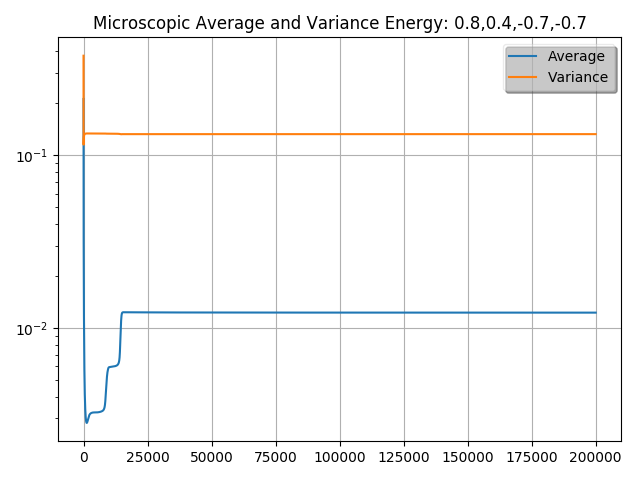 Microscopic Average and Variance Energy: 0.8,0.4,-0.7,-0.7
Average
Variance
10⁻¹
10⁻²
0 25000 50000 75000 100000 125000 150000 175000 200000